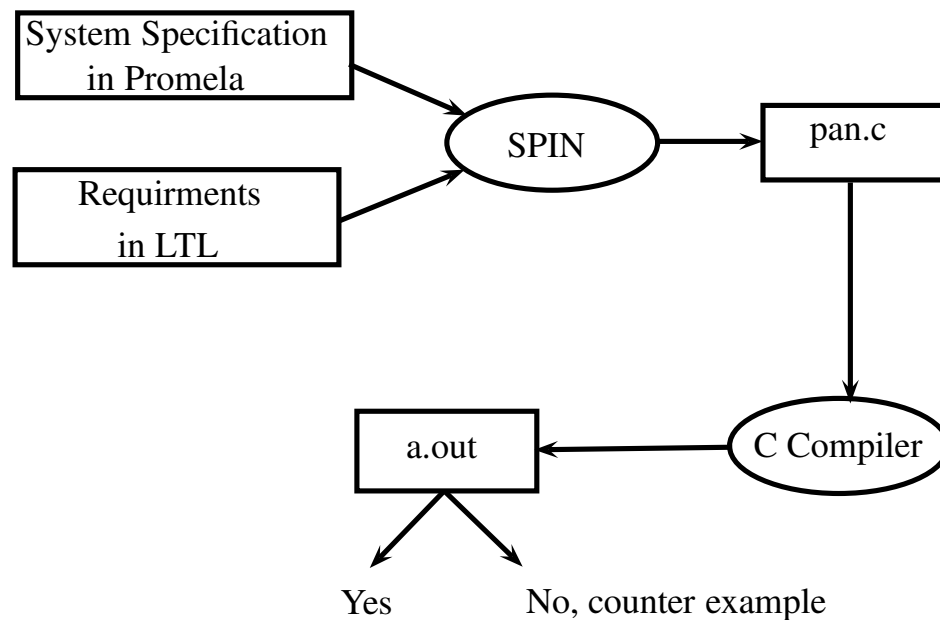 System Specification
in Promela
SPIN
pan.c
Requirments
in LTL
a.out
C Compiler
Yes
No, counter example